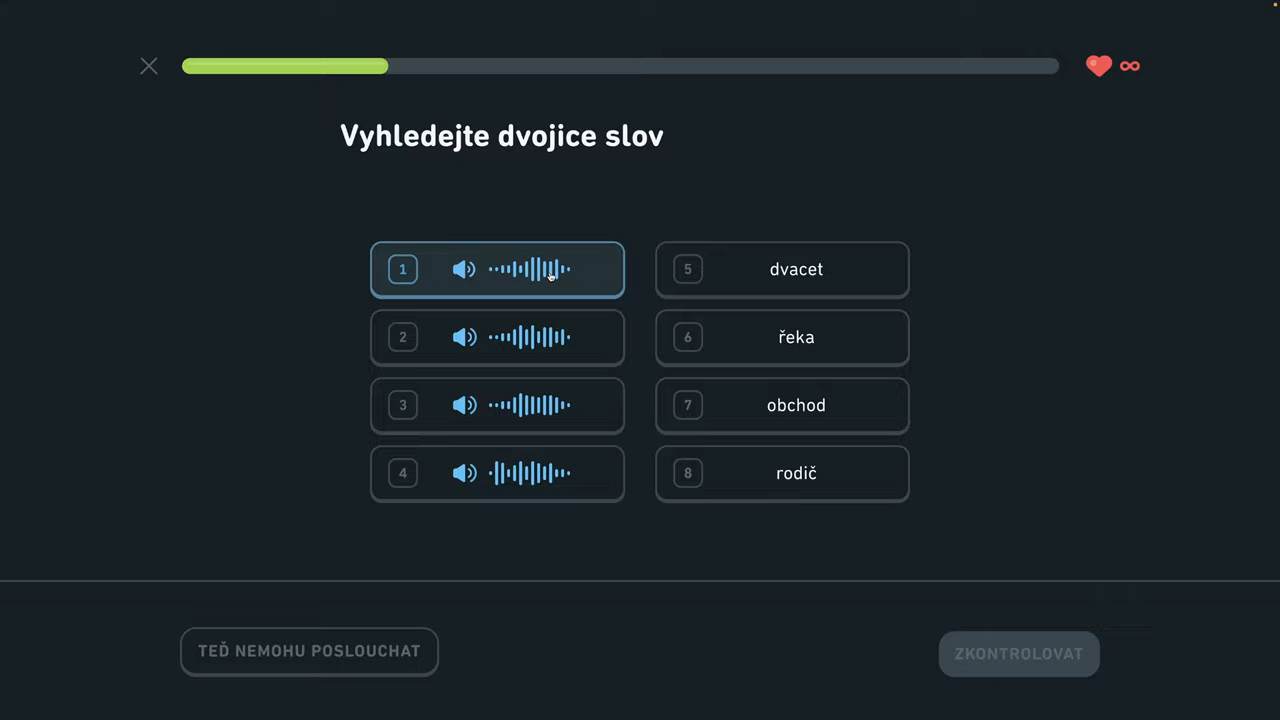 ∞
Vyhledejte dvojice slov
1
5 dvacet
2
6 řeka
3
7 obchod
4
8 rodič
TEĎ NEMOHU POSLOUCHAT
ZKONTROLOVAT